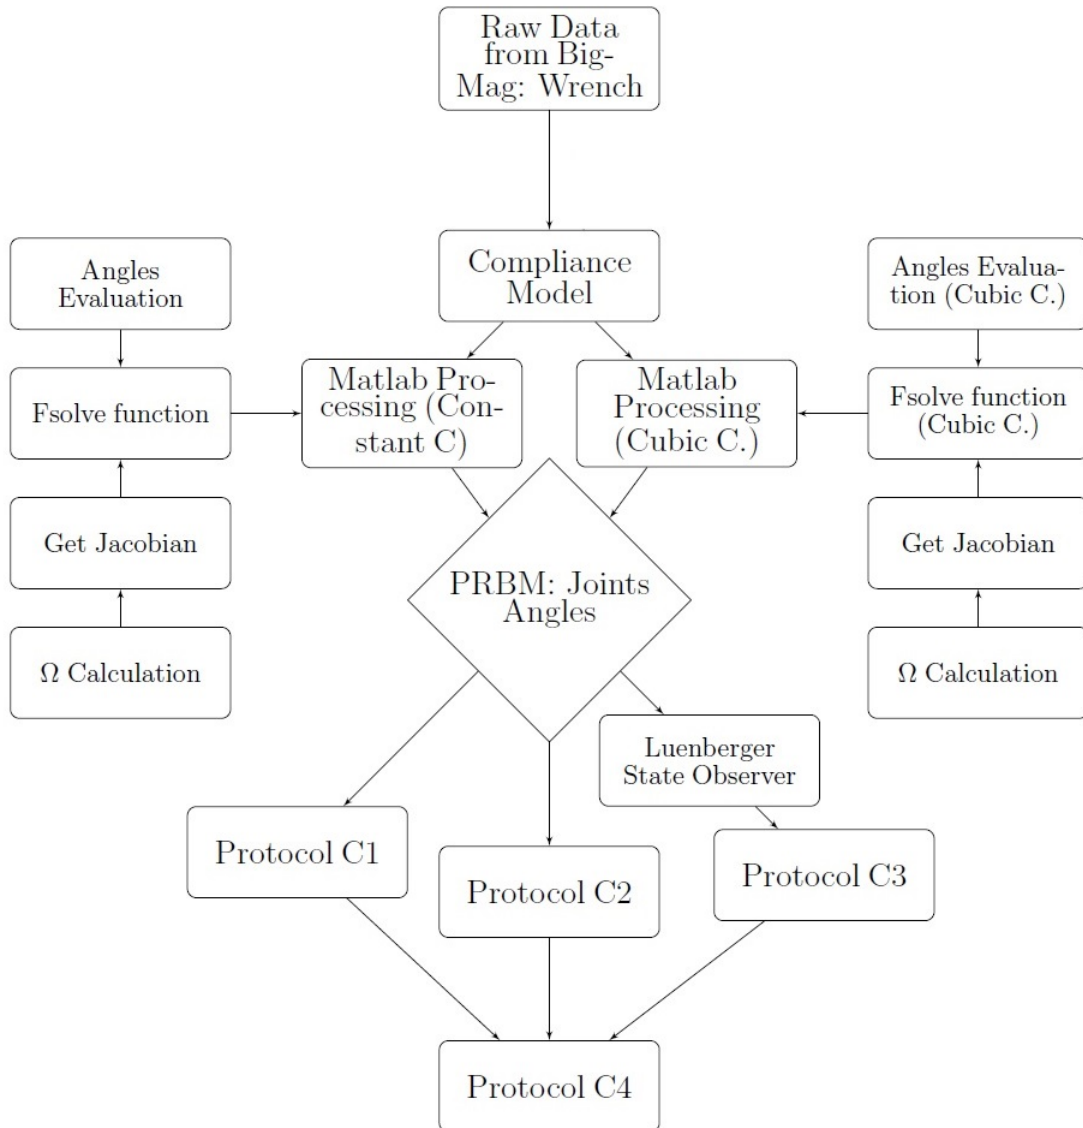 Raw Data
from Big-
Mag: Wrench
Angles
Evaluation
Compliance
Model
Angles Evalua-
tion (Cubic C.)
Fsolve function
Matlab Pro-
cessing (Con-
stant C)
Matlab
Processing
(Cubic C.)
Fsolve function
(Cubic C.)
Get Jacobian
PRBM: Joints
Angles
Get Jacobian
Ω Calculation
Ω Calculation
Luenberger
State Observer
Protocol C1
Protocol C2
Protocol C3
Protocol C4